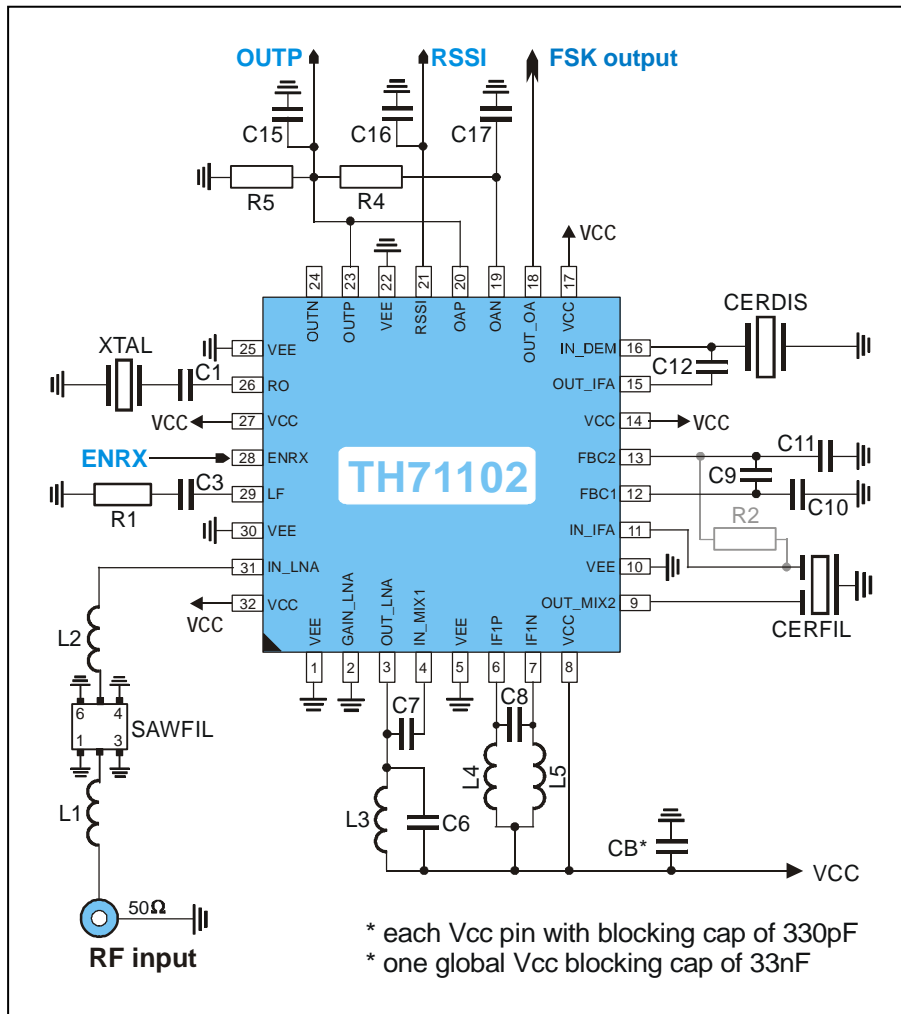 OUTP RSSI FSK output
C15 C16 C17
R5 R4
VCC
24 23 22 21 20 19 18 17
OUTN OUTP VEE RSSI OAP OAN OUT_OA VCC
CERDIS
XTAL
25 VEE IN_DEM 16
C1 C12
26 RO OUT_IFA 15
VCC 27 VCC VCC 14 VCC
ENRX 28 ENRX FBC2 13 C11
TH71102
C9
C3 29 LF FBC1 12 C10
R1
R2
30 VEE IN_IFA 11
31 IN_LNA VEE 10
VCC 32 VCC OUT_MIX2 9
CERFIL
VEE GAIN_LNA OUT_LNA IN_MIX1 VEE IF1P IF1N VCC
1 2 3 4 5 6 7 8
L2
C7 C8
6 4
SAWFIL
1 3
L4 L5
L1 L3 C6 CB*
VCC
50Ω
RF input
* each Vcc pin with blocking cap of 330pF
* one global Vcc blocking cap of 33nF